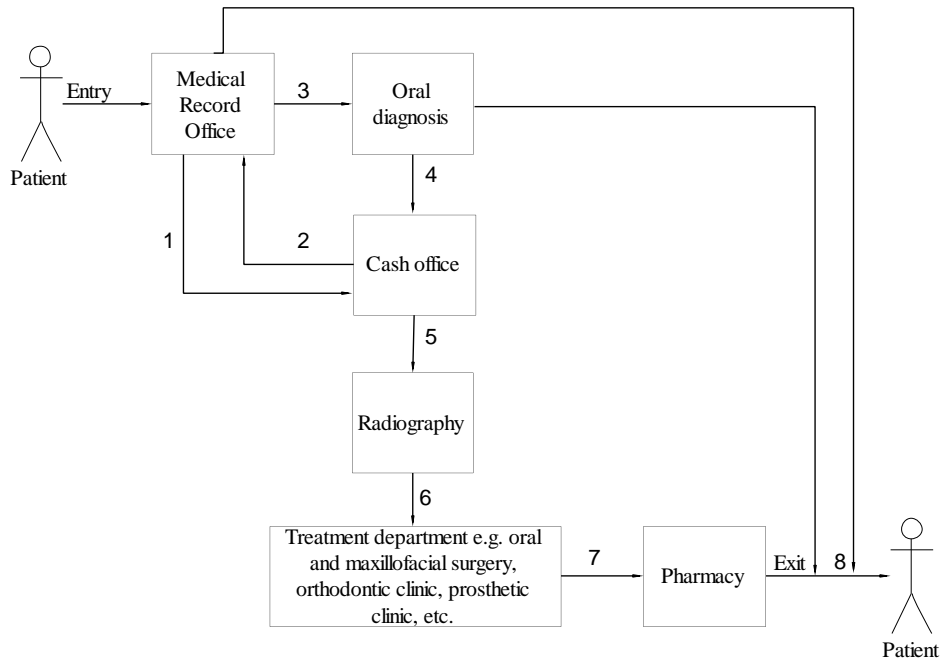 Entry
Patient
Medical
Record
Office
3
Oral
diagnosis
4
1
2
Cash office
5
Radiography
6
Treatment department e.g. oral
and maxillofacial surgery,
orthodontic clinic, prosthetic
clinic, etc.
7
Pharmacy
Exit
8
Patient